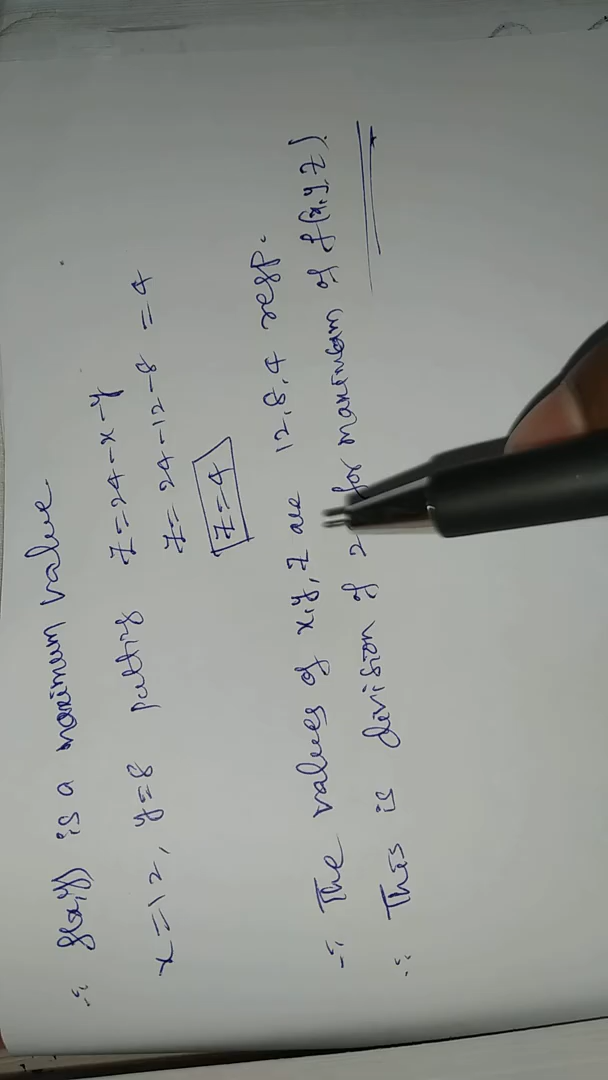 ∴ f(x,y) is a maximum value.
x=12, y=8 putting z=24-x-y
z=24-12-8=4
z=4
∴ The values of x,y,z are 12,8,4 resp.
∴ This is division of 2 for maximum of f(x,y,z).